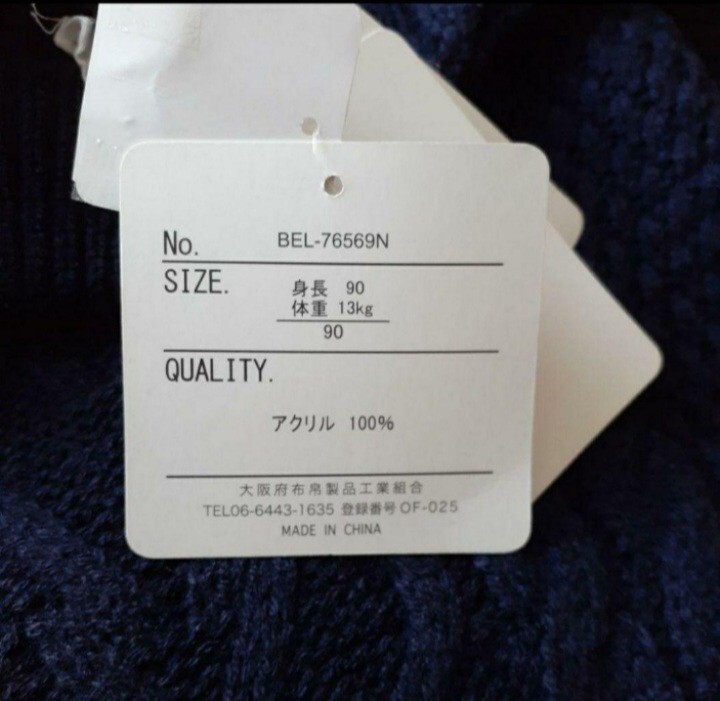 No. BEL-76569N
SIZE. 身長 90
体重 13kg
90
QUALITY.
アクリル 100%
大阪府布帛製品工業組合
TEL06-6443-1635 登録番号 OF-025
MADE IN CHINA